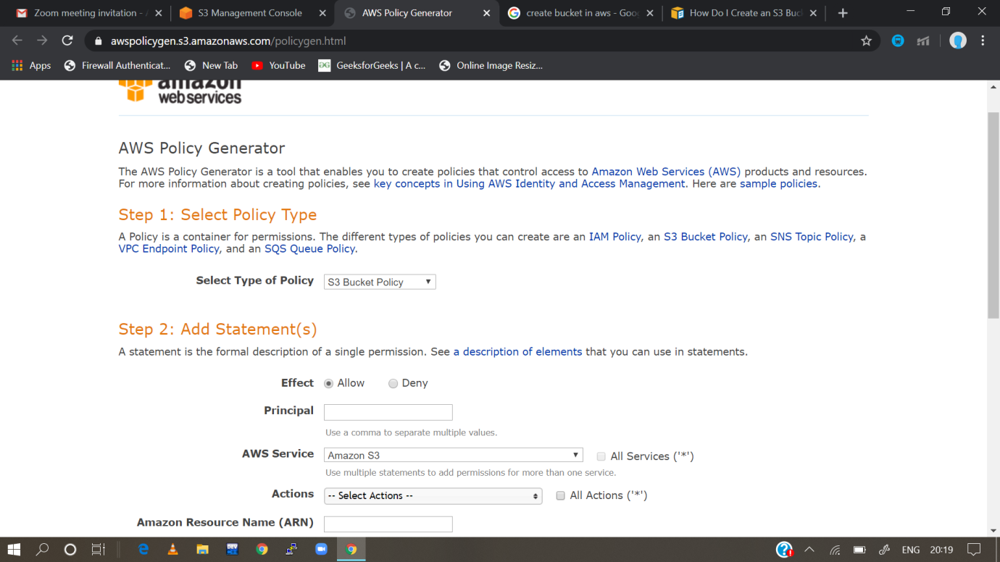 Zoom meeting invitation - A
S3 Management Console
AWS Policy Generator
create bucket in aws - Goog
How Do I Create an S3 Buck
awspolicygen.s3.amazonaws.com/policygen.html
Apps
Firewall Authenticat...
New Tab
YouTube
GeeksforGeeks | A c...
Online Image Resiz...
amazon
webservices
AWS Policy Generator
The AWS Policy Generator is a tool that enables you to create policies that control access to Amazon Web Services (AWS) products and resources.
For more information about creating policies, see key concepts in Using AWS Identity and Access Management. Here are sample policies.
Step 1: Select Policy Type
A Policy is a container for permissions. The different types of policies you can create are an IAM Policy, an S3 Bucket Policy, an SNS Topic Policy, a
VPC Endpoint Policy, and an SQS Queue Policy.
Select Type of Policy S3 Bucket Policy
Step 2: Add Statement(s)
A statement is the formal description of a single permission. See a description of elements that you can use in statements.
Effect Allow Deny
Principal
Use a comma to separate multiple values.
AWS Service Amazon S3 All Services ('*')
Use multiple statements to add permissions for more than one service.
Actions -- Select Actions -- All Actions ('*')
Amazon Resource Name (ARN)
DEV
ENG 20:19